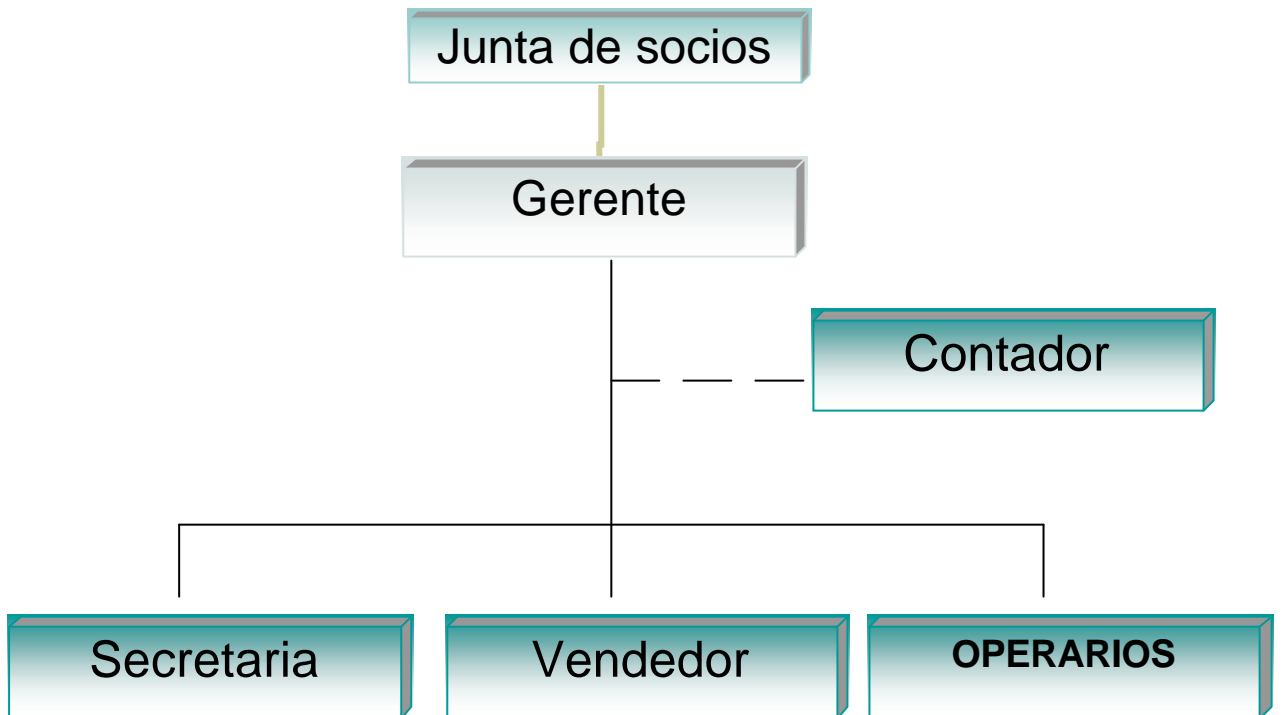 Junta de socios
Gerente
Contador
Secretaria
Vendedor
OPERARIOS